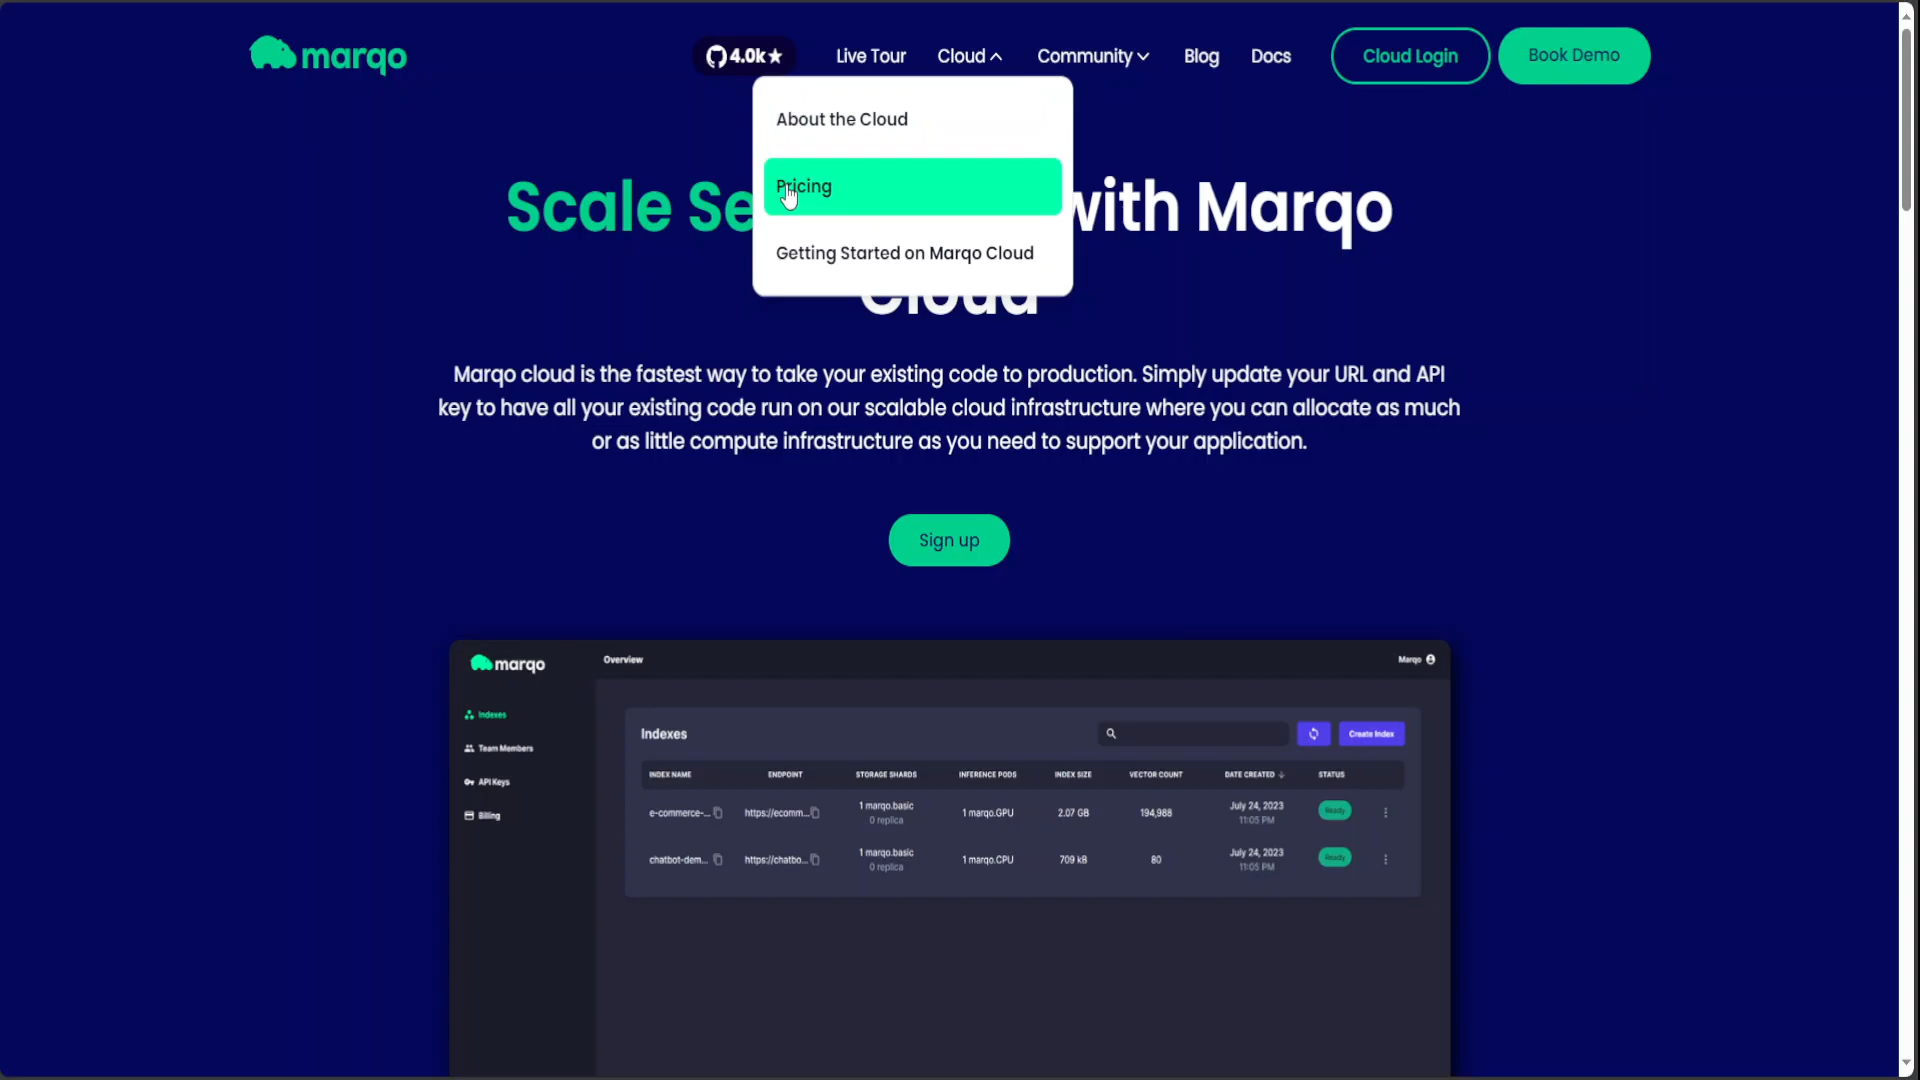 marqo
4.0k★
Live Tour
Cloud
Community
Blog
Docs
Cloud Login
Book Demo
About the Cloud
Pricing
Getting Started on Marqo Cloud
Scale Se
with Marqo
Cloud
Marqo cloud is the fastest way to take your existing code to production. Simply update your URL and API
key to have all your existing code run on our scalable cloud infrastructure where you can allocate as much
or as little compute infrastructure as you need to support your application.
Sign up
marqo
Overview
Marqo
Indexes
Team Members
API Keys
Billing
Indexes
Create Index
INDEX NAME ENDPOINT STORAGE SHARDS INFERENCE PODS INDEX SIZE VECTOR COUNT DATE CREATED ↓ STATUS
e-commerce-... https://ecomm... 1 marqo.basic 1 marqo.GPU 2.07 GB 194,988 July 24, 2023 Ready
0 replica 11:05 PM
chatbot-dem... https://chatbo... 1 marqo.basic 1 marqo.CPU 709 kB 80 July 24, 2023 Ready
0 replica 11:05 PM